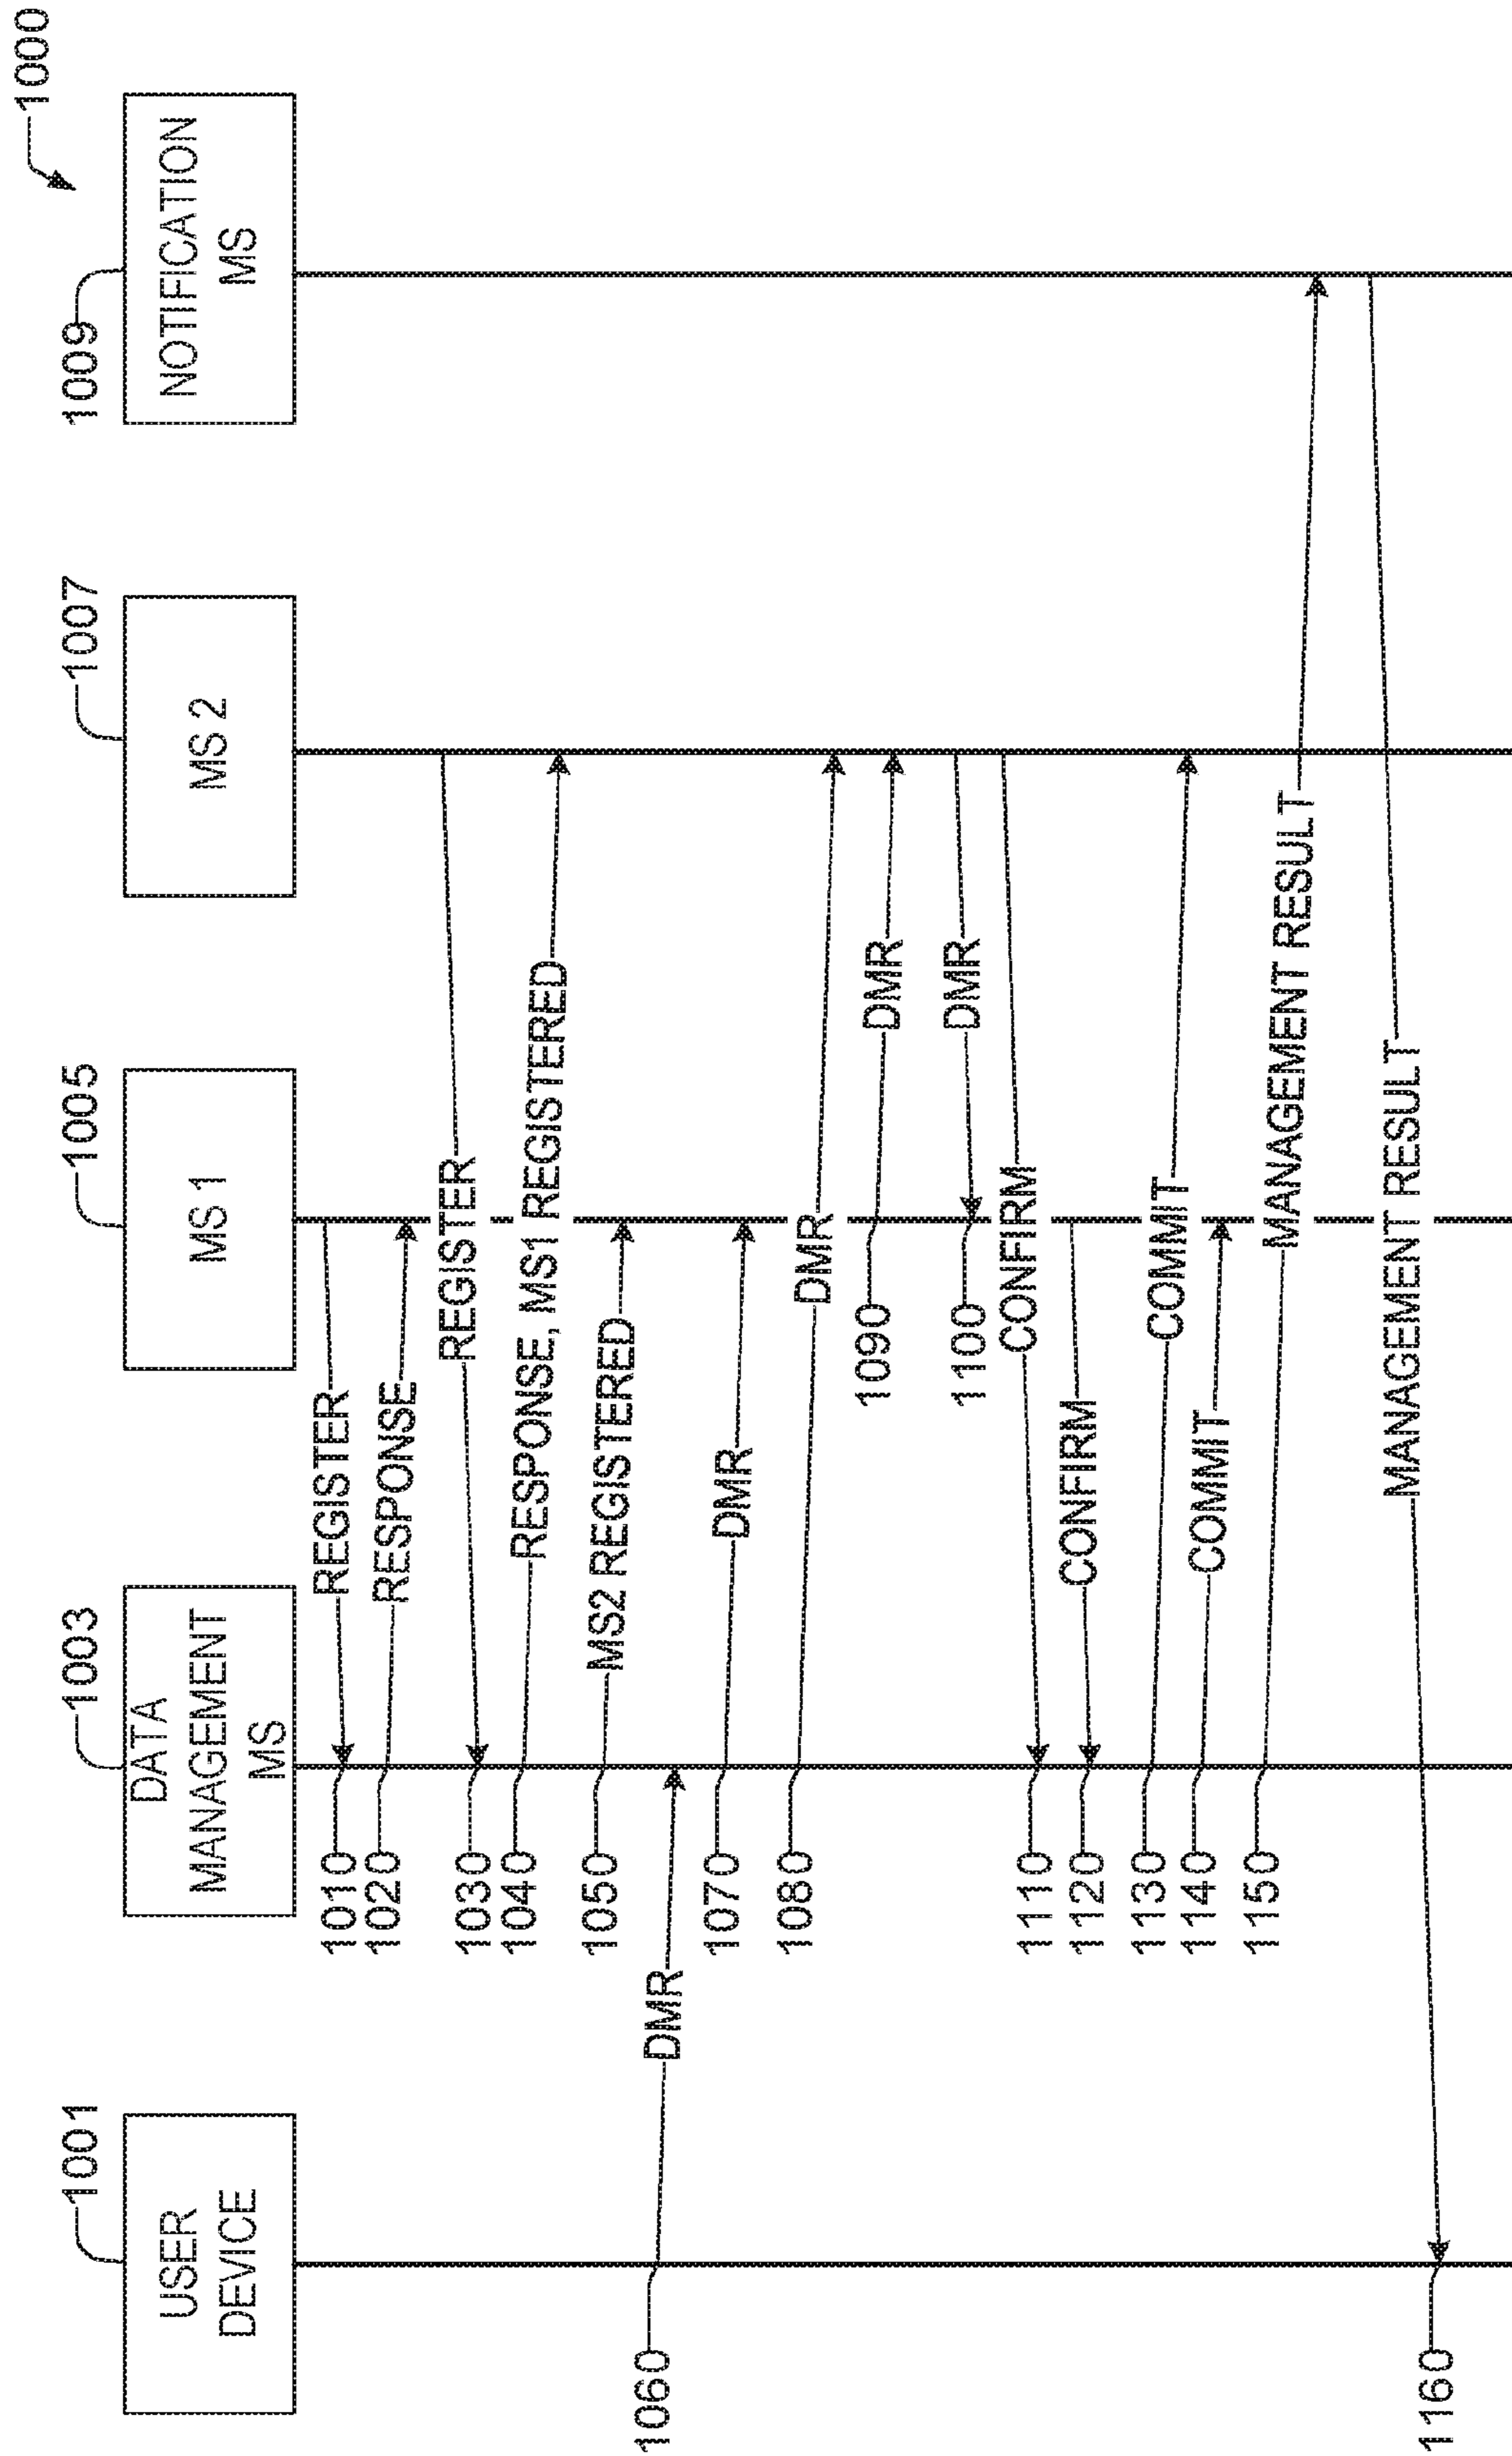 1000
1001
1003
1005
1007
1009
USER
DEVICE
DATA
MANAGEMENT
MS
MS 1
MS 2
NOTIFICATION
MS
1010
REGISTER
1020
RESPONSE
1030
REGISTER
1040
RESPONSE, MS1 REGISTERED
1050
MS2 REGISTERED
1060
DMR
1070
DMR
1080
DMR
1090
DMR
1100
DMR
1110
CONFIRM
1120
CONFIRM
1130
COMMIT
1140
COMMIT
1150
MANAGEMENT RESULT
1160
MANAGEMENT RESULT